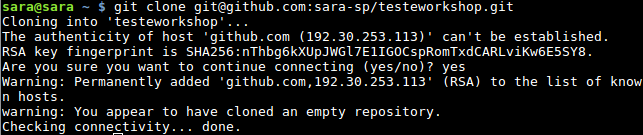 sara@sara ~ $ git clone git@github.com:sara-sp/testeworkshop.git
Cloning into 'testeworkshop'...
The authenticity of host 'github.com (192.30.253.113)' can't be established.
RSA key fingerprint is SHA256:nThbg6kXUpJWGl7E1IGOCspRomTxdCARLviKw6E5SY8.
Are you sure you want to continue connecting (yes/no)? yes
Warning: Permanently added 'github.com,192.30.253.113' (RSA) to the list of know
n hosts.
warning: You appear to have cloned an empty repository.
Checking connectivity... done.